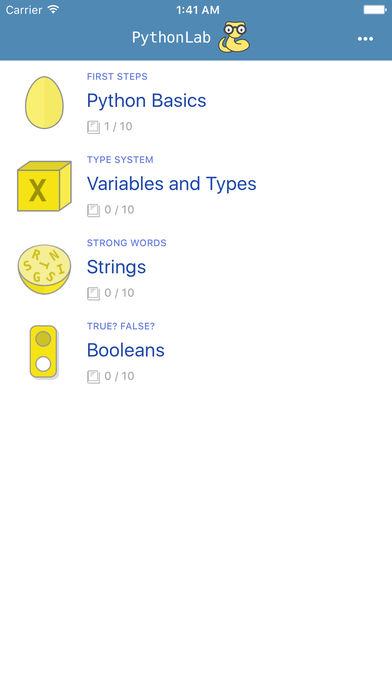 Carrier 1:41 AM
PythonLab
FIRST STEPS
Python Basics
1 / 10
X
TYPE SYSTEM
Variables and Types
0 / 10
STRINGS
STRONG WORDS
Strings
0 / 10
TRUE? FALSE?
Booleans
0 / 10